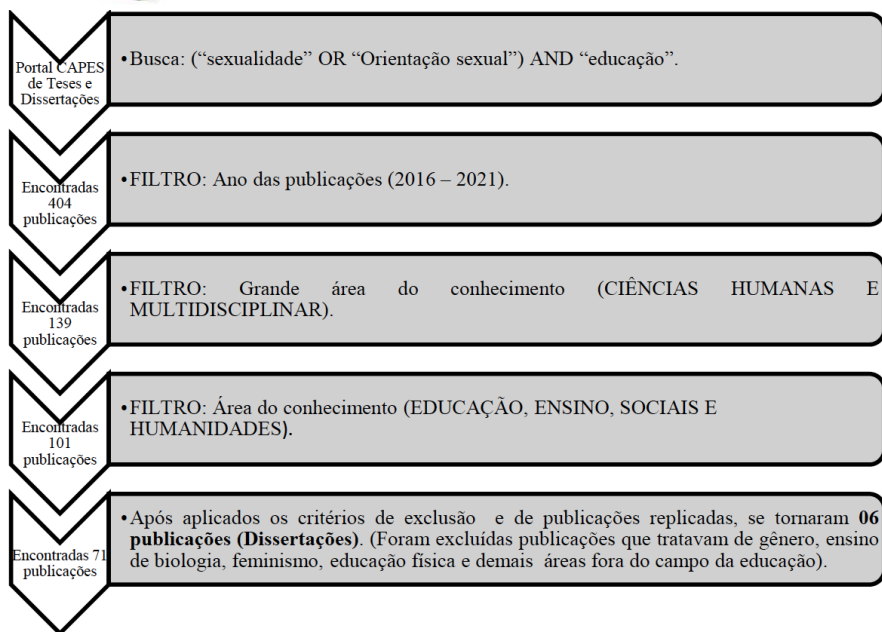 Portal CAPES
de Teses e
Dissertações
•Busca: (“sexualidade” OR “Orientação sexual”) AND “educação”.
Encontradas
404
publicações
•FILTRO: Ano das publicações (2016 – 2021).
Encontradas
139
publicações
•FILTRO: Grande área do conhecimento (CIÊNCIAS HUMANAS E
MULTIDISCIPLINAR).
Encontradas
101
publicações
•FILTRO: Área do conhecimento (EDUCAÇÃO, ENSINO, SOCIAIS E
HUMANIDADES).
Encontradas 71
publicações
•Após aplicados os critérios de exclusão e de publicações replicadas, se tornaram 06
publicações (Dissertações). (Foram excluídas publicações que tratavam de gênero, ensino
de biologia, feminismo, educação física e demais áreas fora do campo da educação).